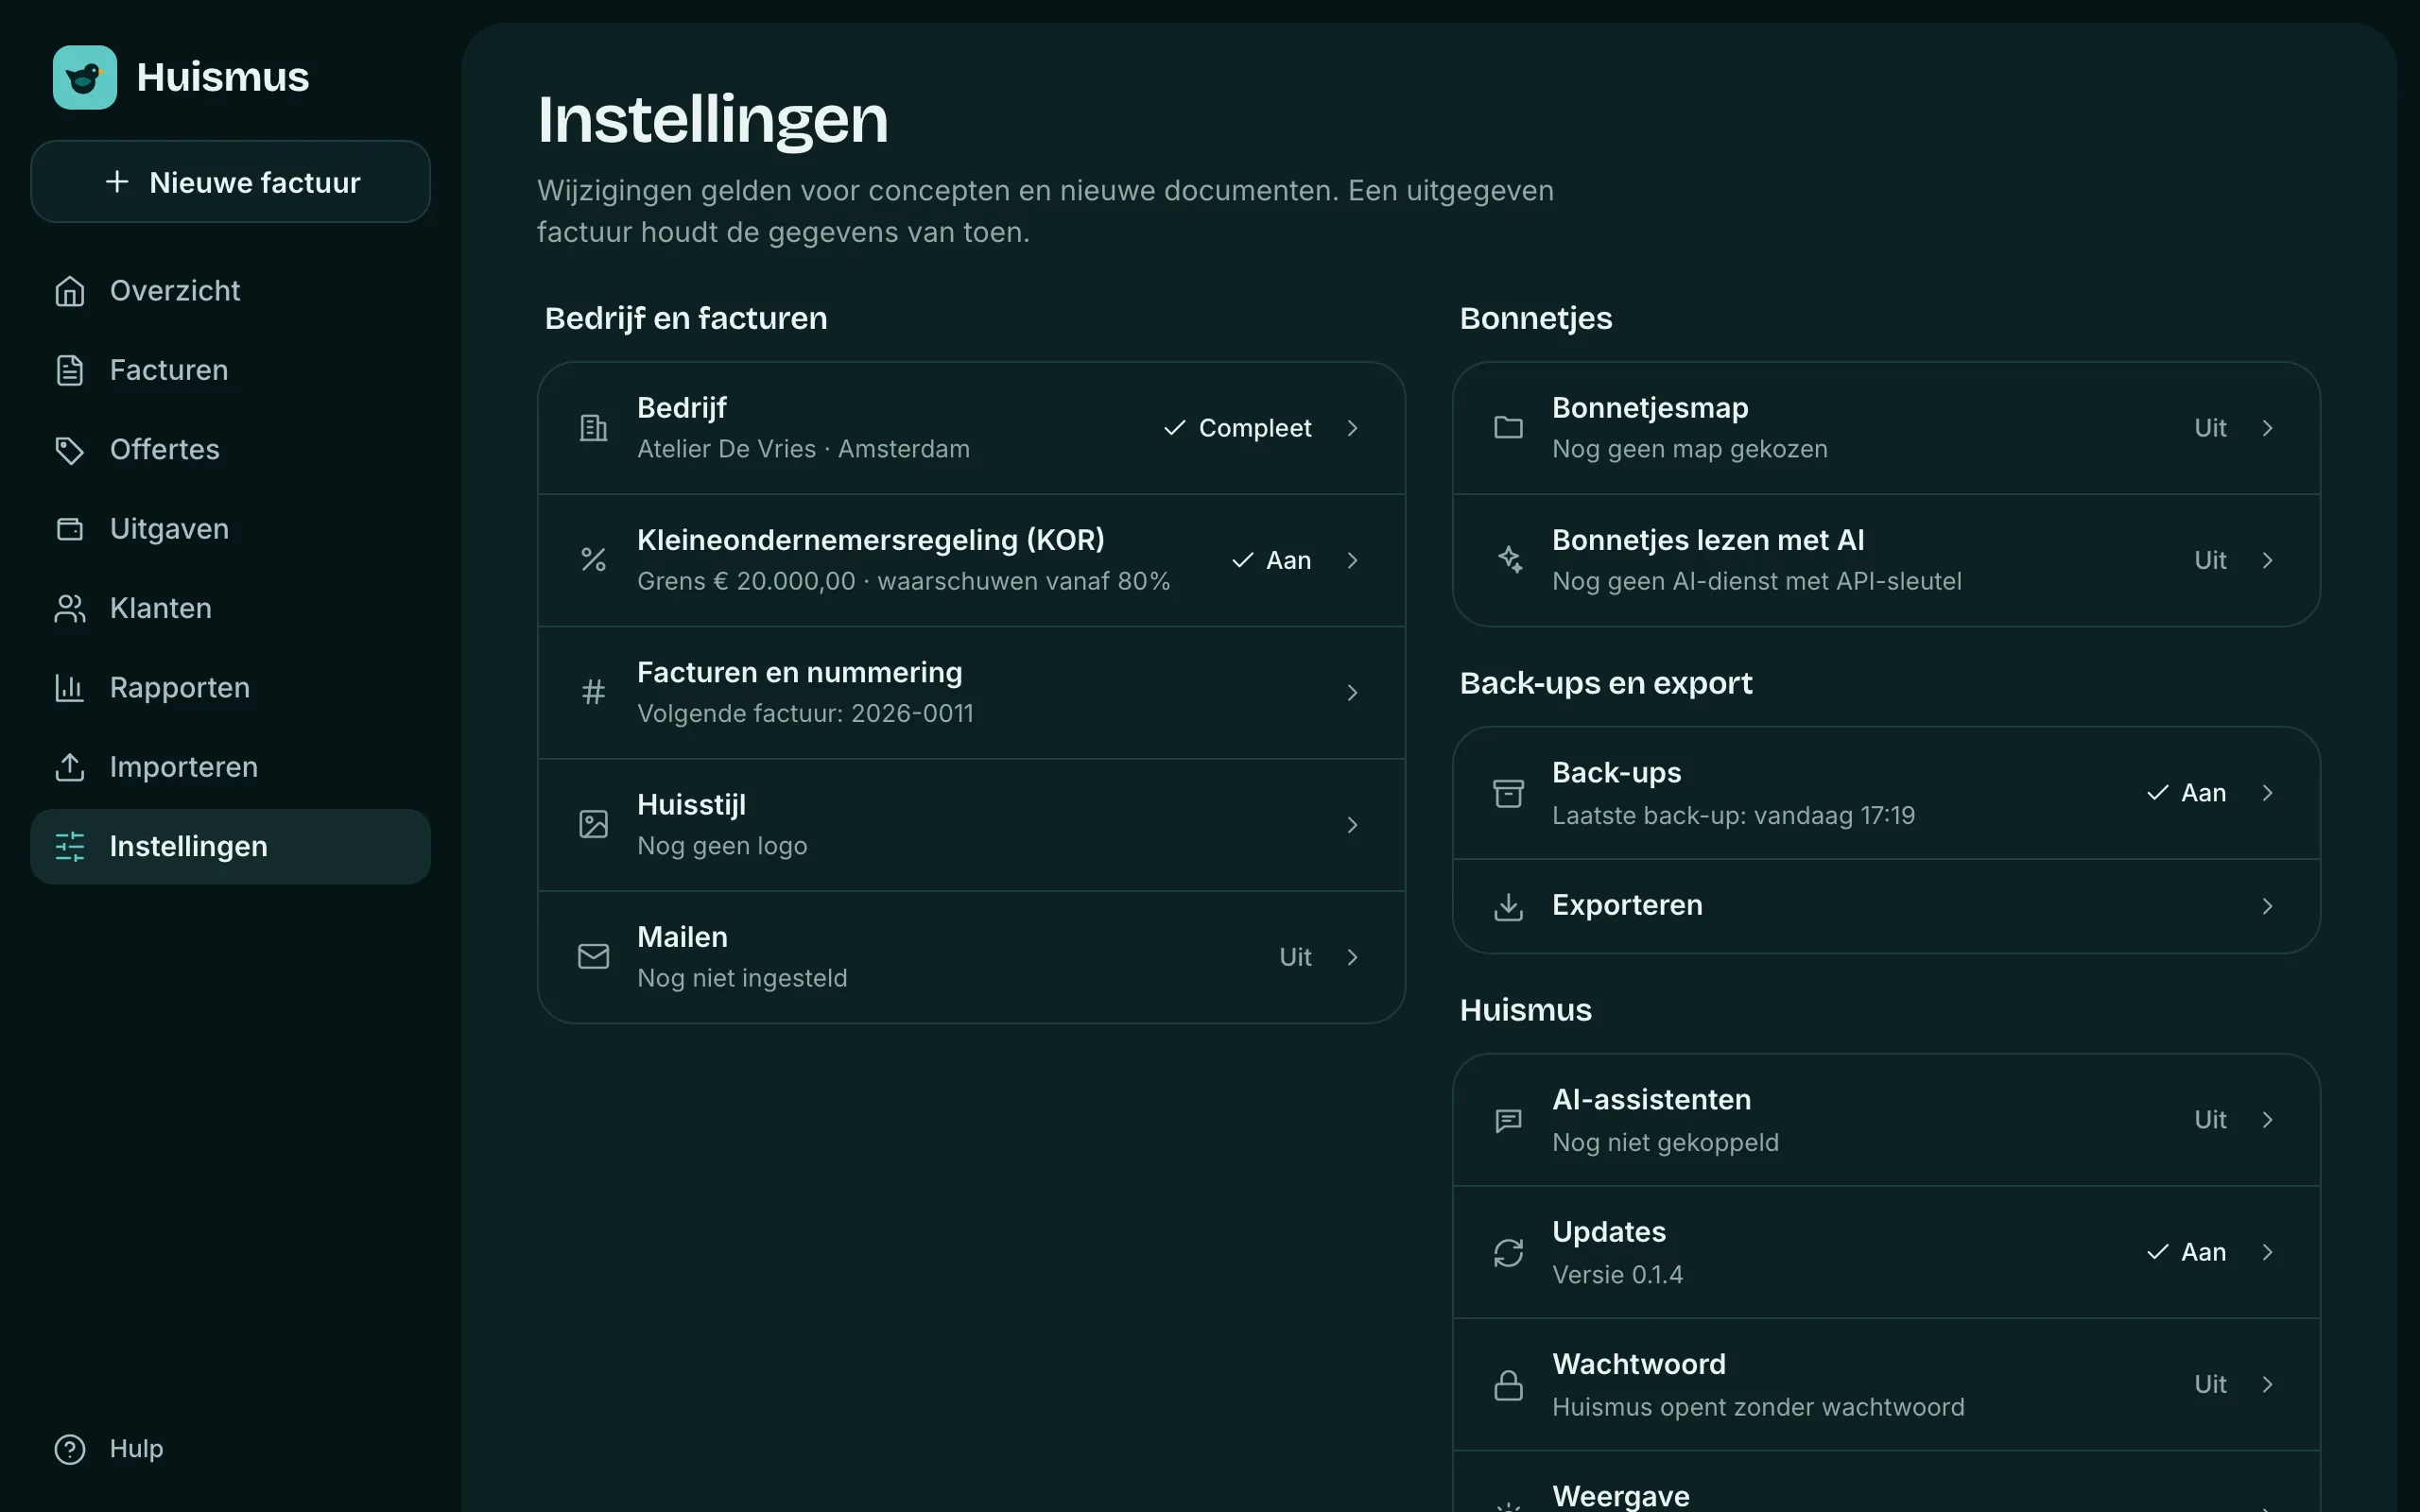 Huismus
Nieuwe factuur
Overzicht
Facturen
Offertes
Uitgaven
Klanten
Rapporten
Importeren
Instellingen
Hulp
Instellingen
Wijzigingen gelden voor concepten en nieuwe documenten. Een uitgegeven
factuur houdt de gegevens van toen.
Bedrijf en facturen
Bedrijf
Atelier De Vries · Amsterdam
Compleet
Kleineondernemersregeling (KOR)
Grens € 20.000,00 · waarschuwen vanaf 80%
Aan
Facturen en nummering
Volgende factuur: 2026-0011
Huisstijl
Nog geen logo
Mailen
Nog niet ingesteld
Uit
Bonnetjes
Bonnetjesmap
Nog geen map gekozen
Uit
Bonnetjes lezen met AI
Nog geen AI-dienst met API-sleutel
Uit
Back-ups en export
Back-ups
Laatste back-up: vandaag 17:19
Aan
Exporteren
Huismus
AI-assistenten
Nog niet gekoppeld
Uit
Updates
Versie 0.1.4
Aan
Wachtwoord
Huismus opent zonder wachtwoord
Uit
Weergave